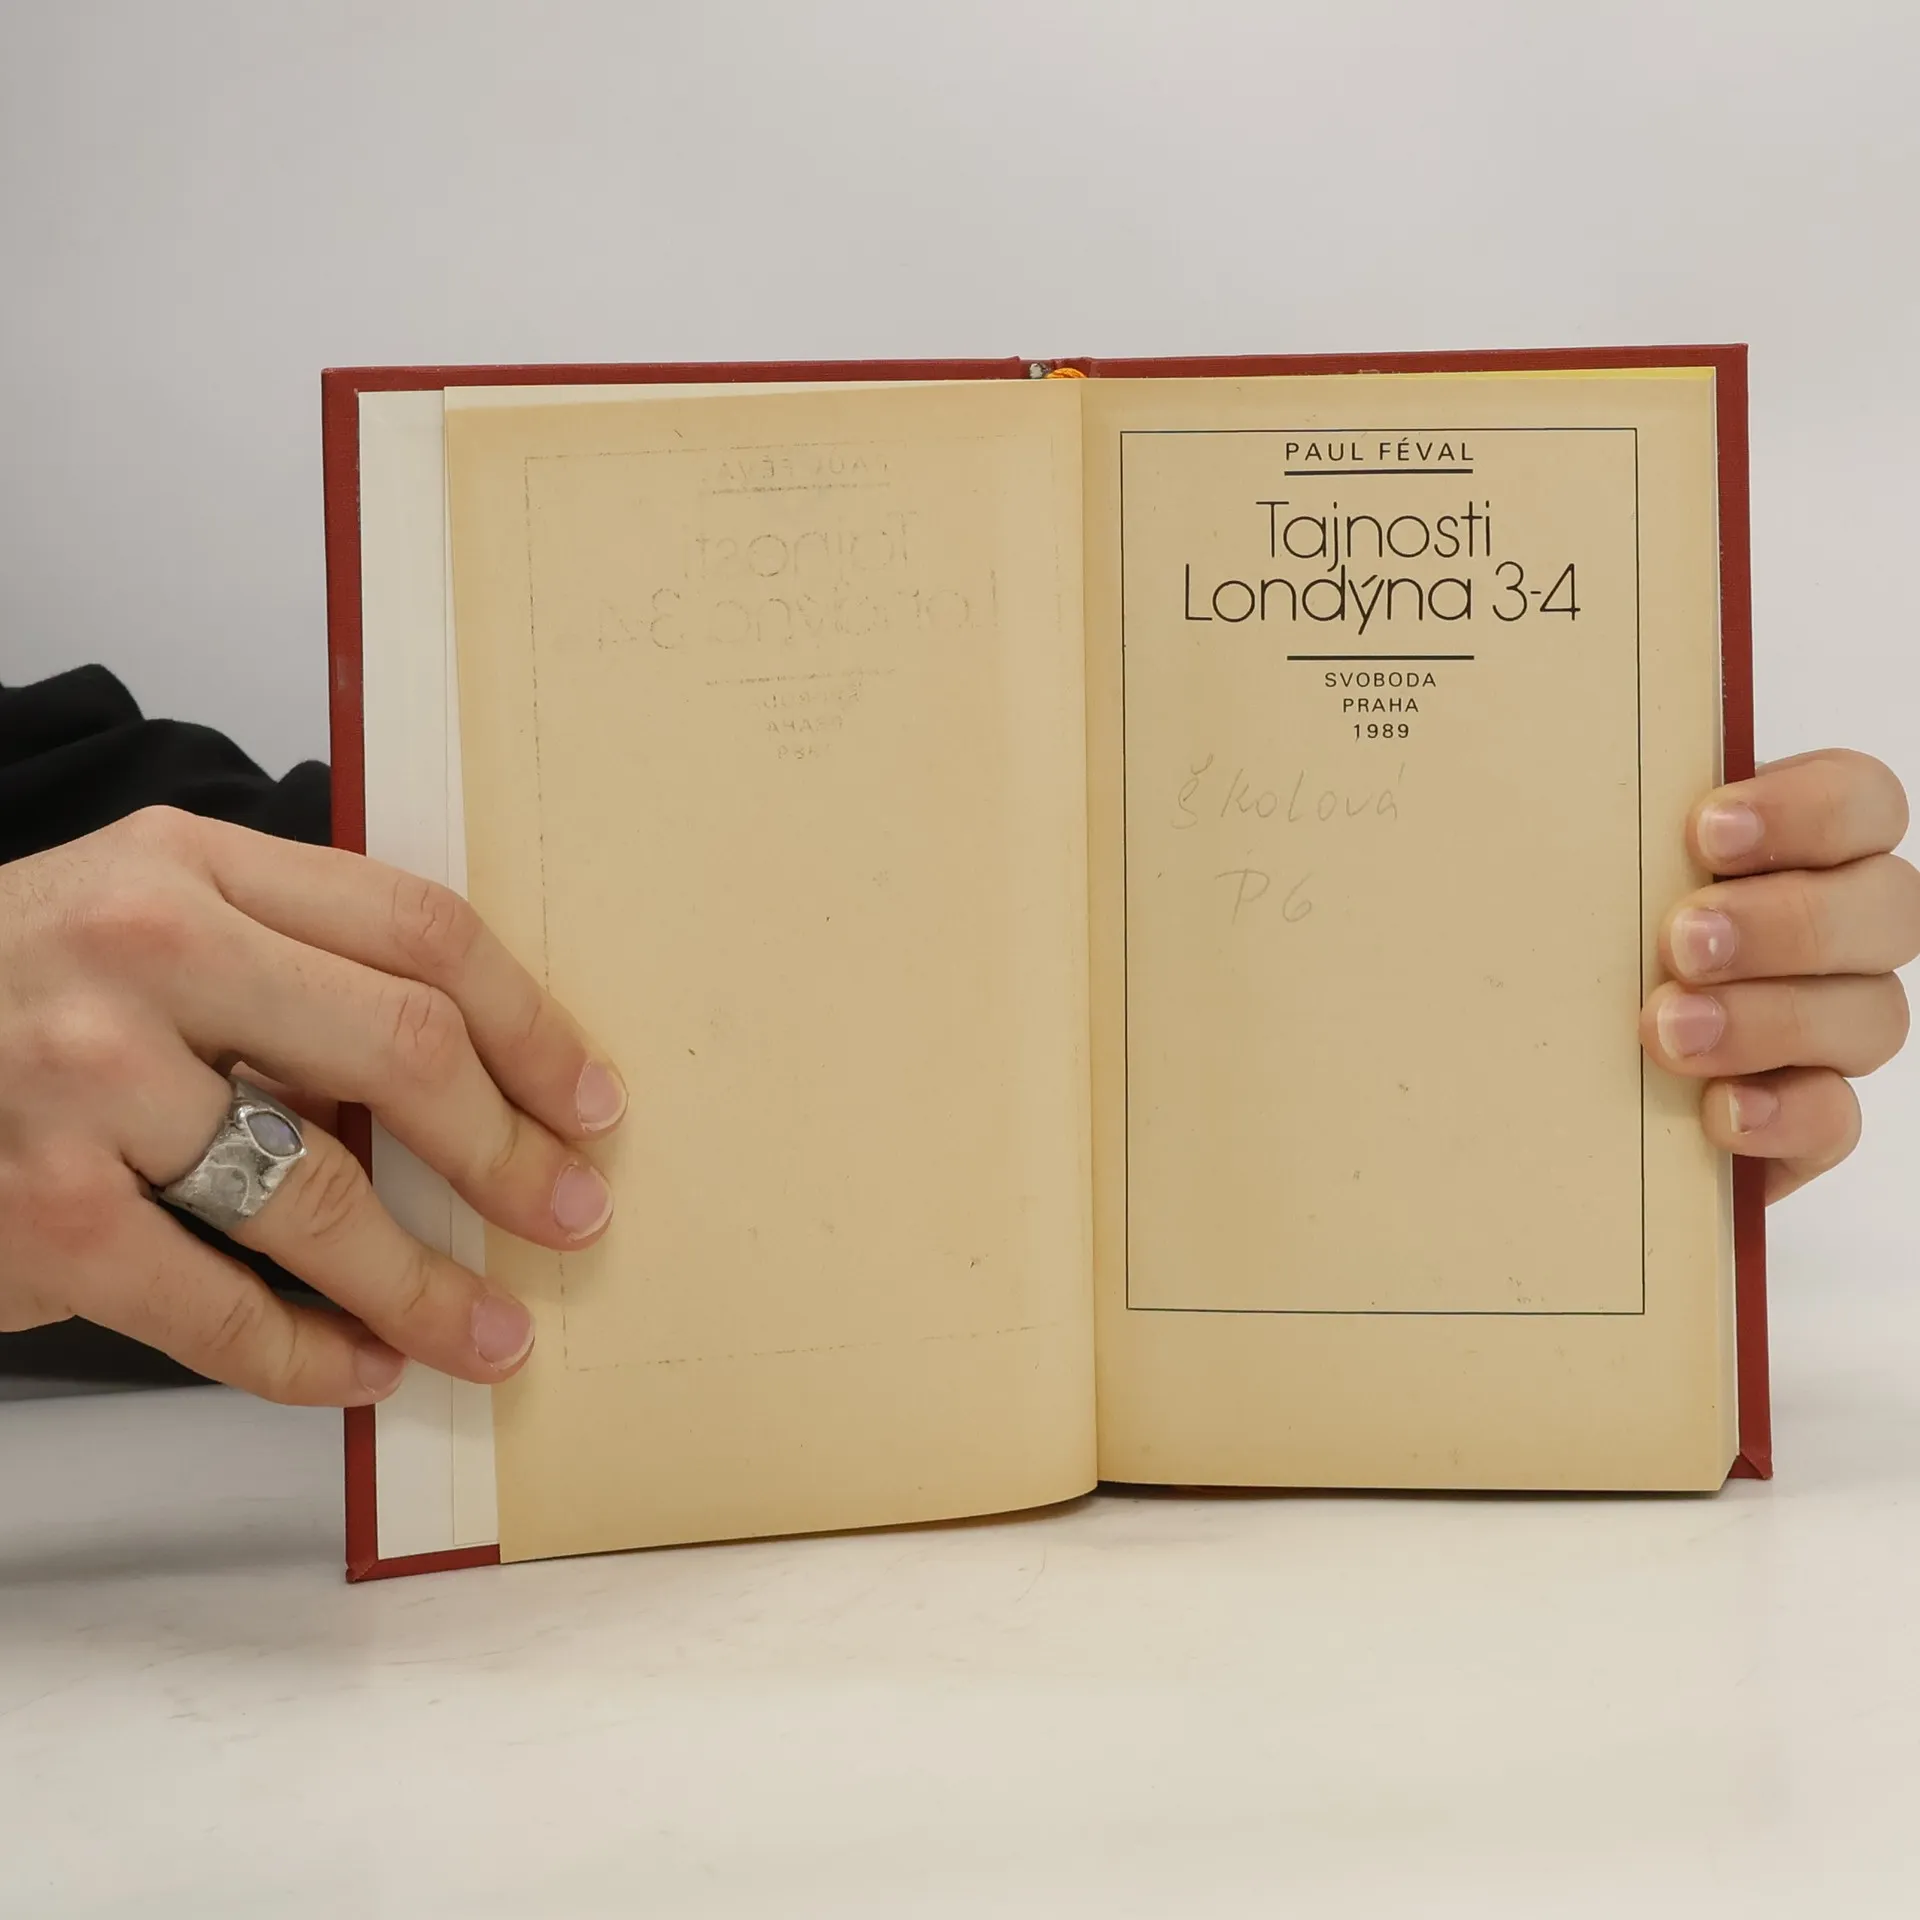 PAUL FÉVAL
Tajnosti
Londýna 3-4
SVOBODA
PRAHA
1989
Školová
P6